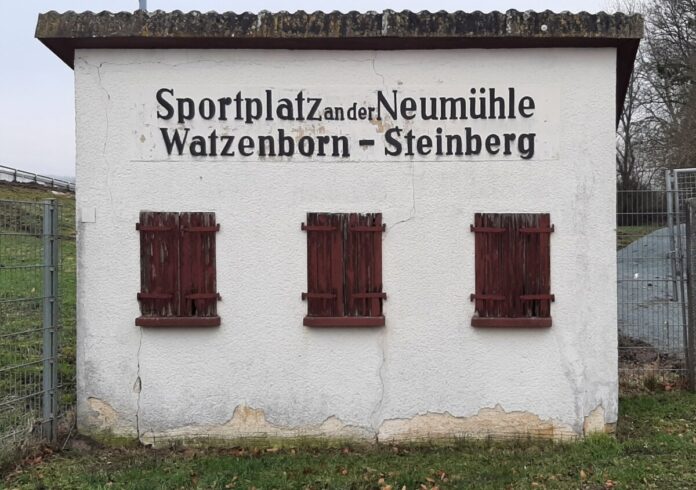 Sportplatz an der Neumühle
Watzenborn - Steinberg